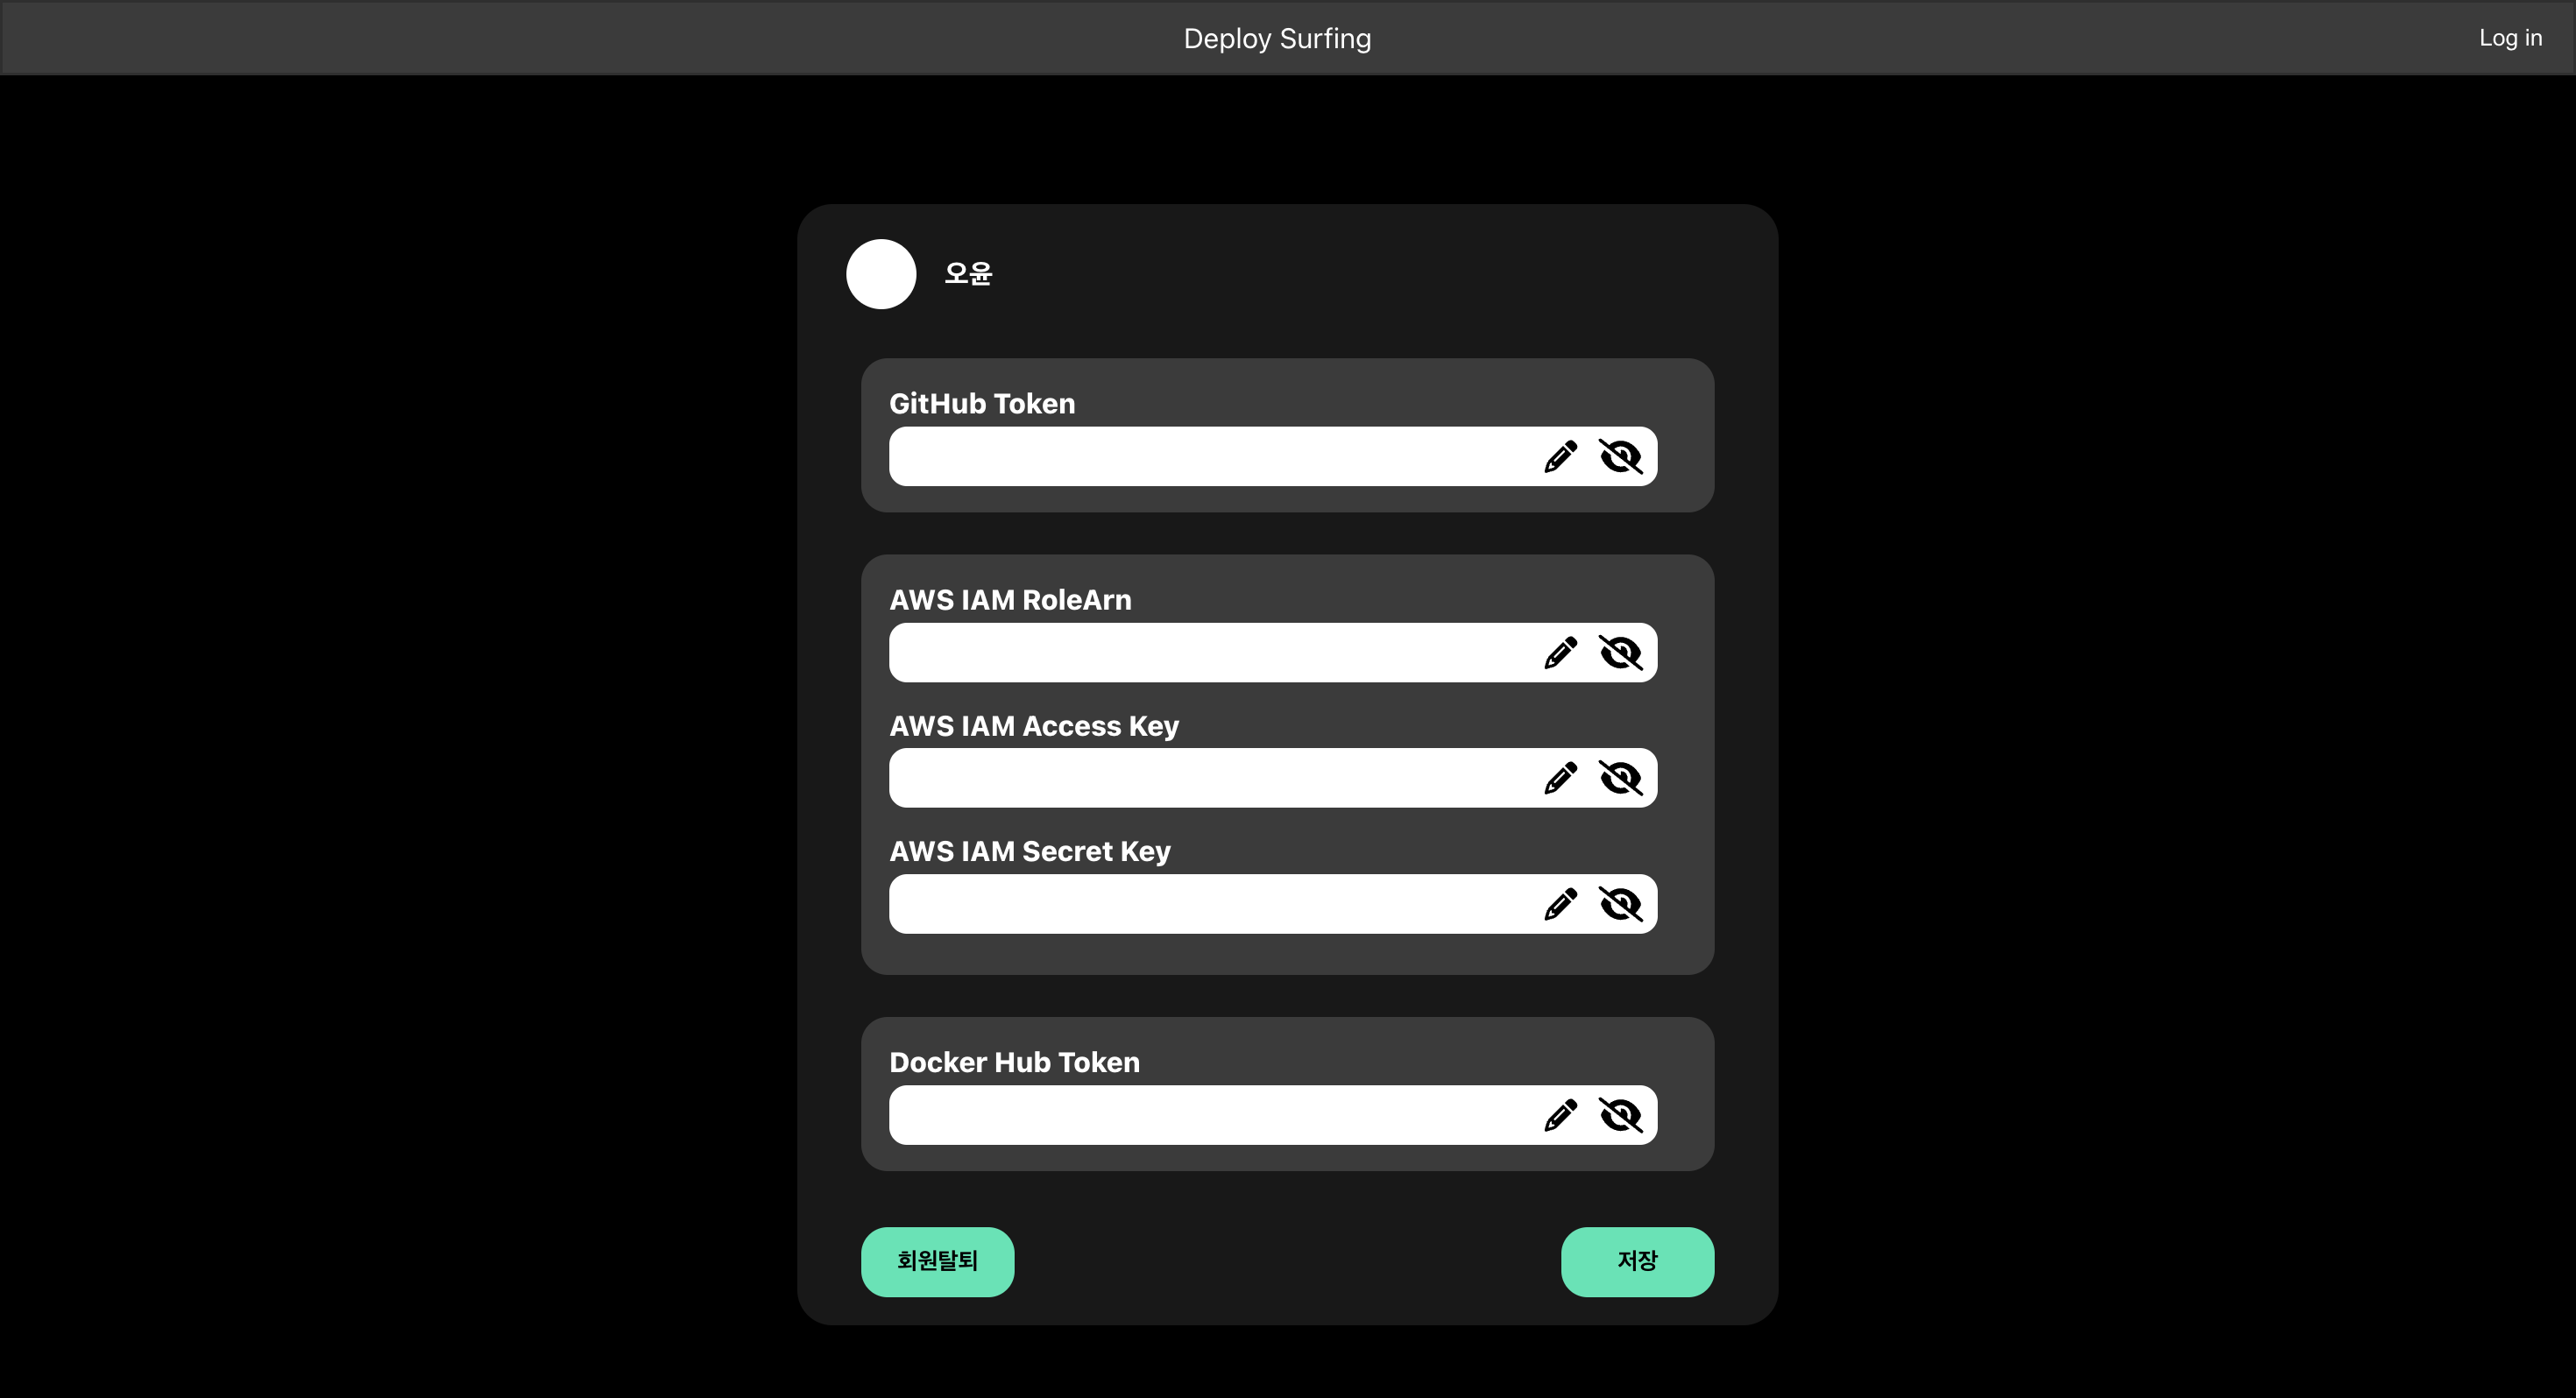 Deploy Surfing
Log in
오윤
GitHub Token
AWS IAM RoleArn
AWS IAM Access Key
AWS IAM Secret Key
Docker Hub Token
회원탈퇴
저장